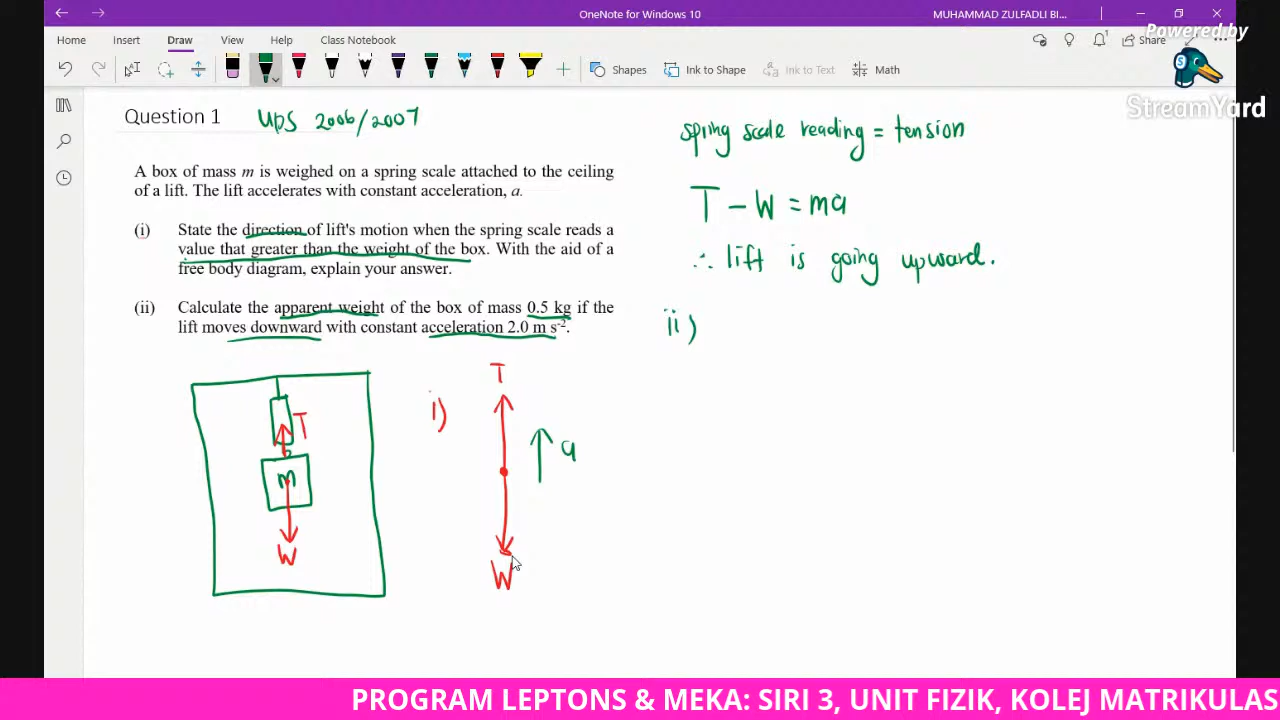 OneNote for Windows 10
MUHAMMAD ZULFADLI BI...
Powered by
StreamYard
Home Insert Draw View Help Class Notebook
Share
Shapes Ink to Shape Ink to Text Math
Question 1 UPS 2006/2007
A box of mass m is weighed on a spring scale attached to the ceiling
of a lift. The lift accelerates with constant acceleration, a.
(i) State the direction of lift's motion when the spring scale reads a
value that greater than the weight of the box. With the aid of a
free body diagram, explain your answer.
(ii) Calculate the apparent weight of the box of mass 0.5 kg if the
lift moves downward with constant acceleration 2.0 m s-2.
T
m
W
i)
T
a
W
spring scale reading = tension
T - W = ma
∴ lift is going upward.
ii)
PROGRAM LEPTONS & MEKA: SIRI 3, UNIT FIZIK, KOLEJ MATRIKULAS